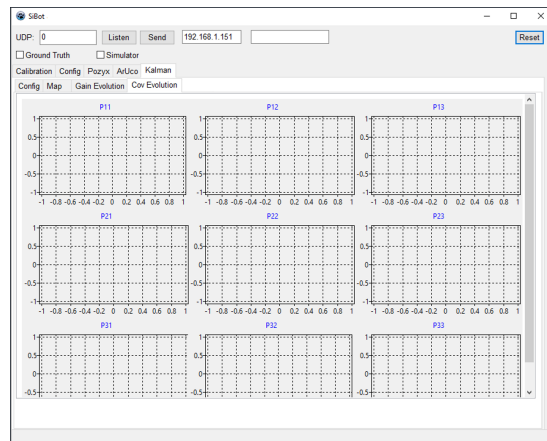 SiBot
UDP: 0 Listen Send 192.168.1.151 Reset
Ground Truth Simulator
Calibration Config Pozyx ArUco Kalman
Config Map Gain Evolution Cov Evolution
P11 P12 P13
1 1 1
0.5 0.5 0.5
0 0 0
-0.5 -0.5 -0.5
-1 -1 -1
-1 -0.8 -0.6 -0.4 -0.2 0 0.2 0.4 0.6 0.8 1 -1 -0.8 -0.6 -0.4 -0.2 0 0.2 0.4 0.6 0.8 1 -1 -0.8 -0.6 -0.4 -0.2 0 0.2 0.4 0.6 0.8 1
P21 P22 P23
1 1 1
0.5 0.5 0.5
0 0 0
-0.5 -0.5 -0.5
-1 -1 -1
-1 -0.8 -0.6 -0.4 -0.2 0 0.2 0.4 0.6 0.8 1 -1 -0.8 -0.6 -0.4 -0.2 0 0.2 0.4 0.6 0.8 1 -1 -0.8 -0.6 -0.4 -0.2 0 0.2 0.4 0.6 0.8 1
P31 P32 P33
1 1 1
0.5 0.5 0.5
0 0 0
-0.5 -0.5 -0.5